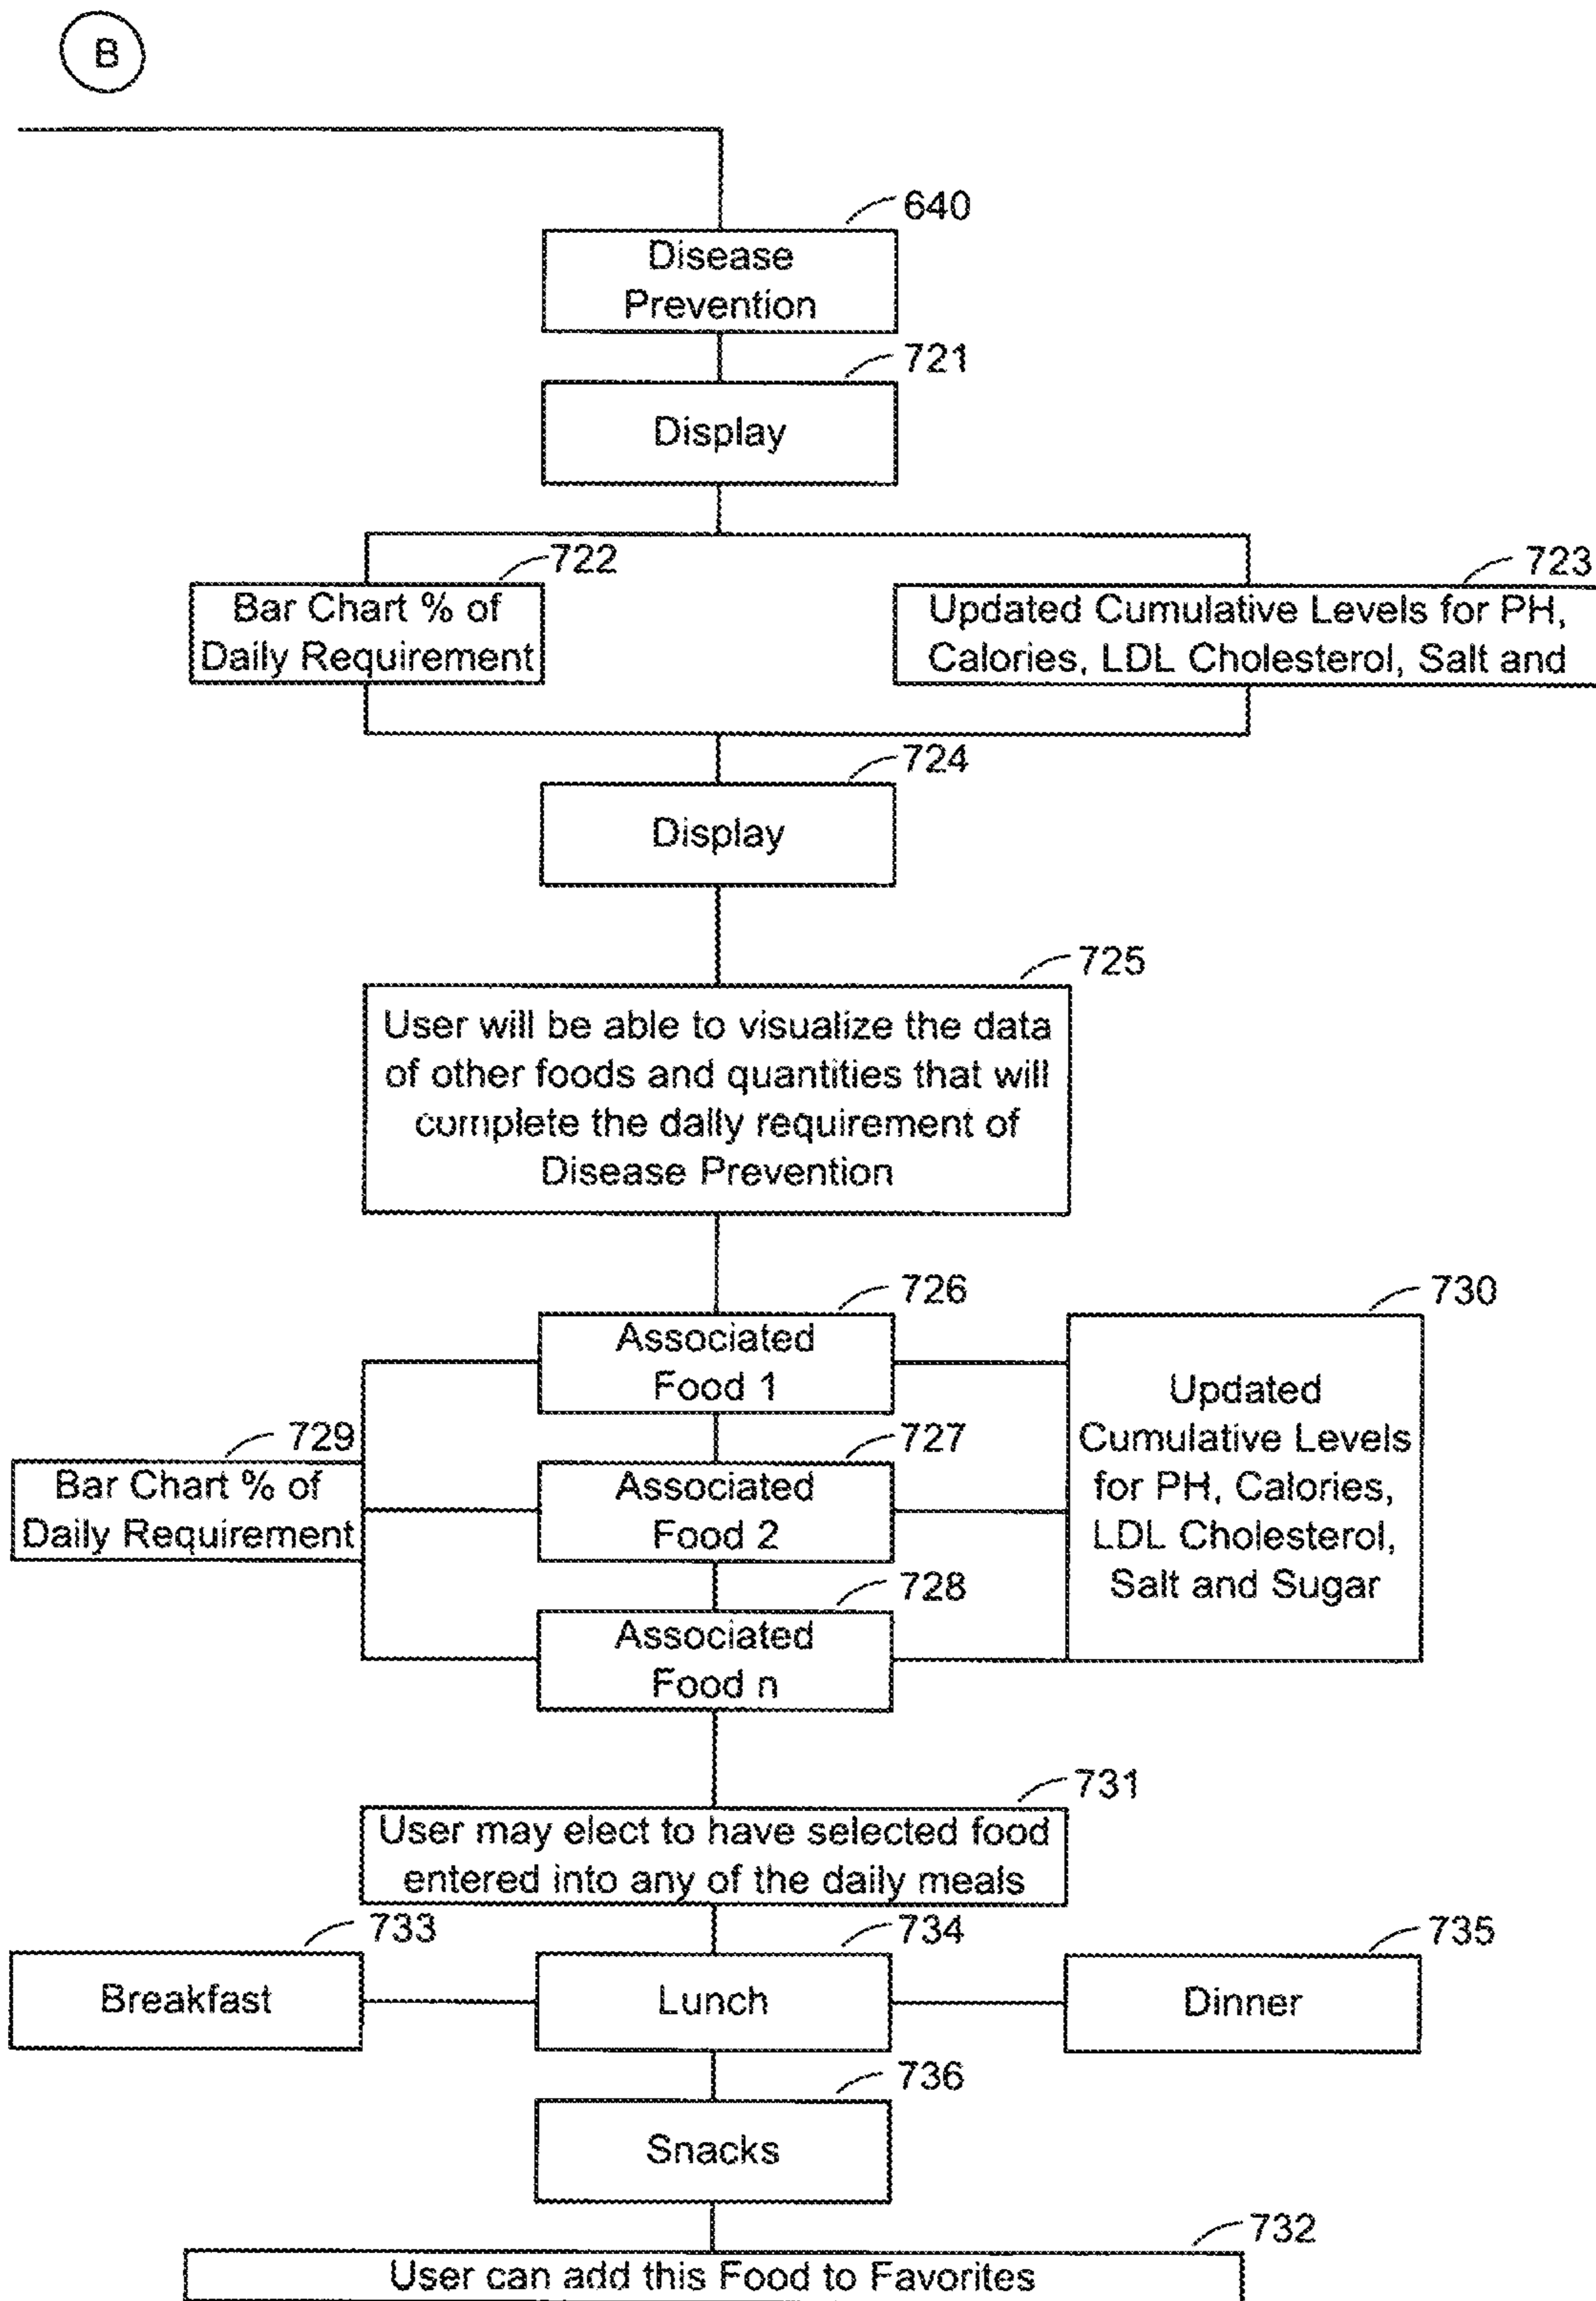 B
640
Disease
Prevention
721
Display
722
Bar Chart % of
Daily Requirement
723
Updated Cumulative Levels for PH,
Calories, LDL Cholesterol, Salt and
724
Display
725
User will be able to visualize the data
of other foods and quantities that will
complete the daily requirement of
Disease Prevention
726
Associated
Food 1
730
Updated
Cumulative Levels
for PH, Calories,
LDL Cholesterol,
Salt and Sugar
729
Bar Chart % of
Daily Requirement
727
Associated
Food 2
728
Associated
Food n
731
User may elect to have selected food
entered into any of the daily meals
733
Breakfast
734
Lunch
735
Dinner
736
Snacks
732
User can add this Food to Favorites